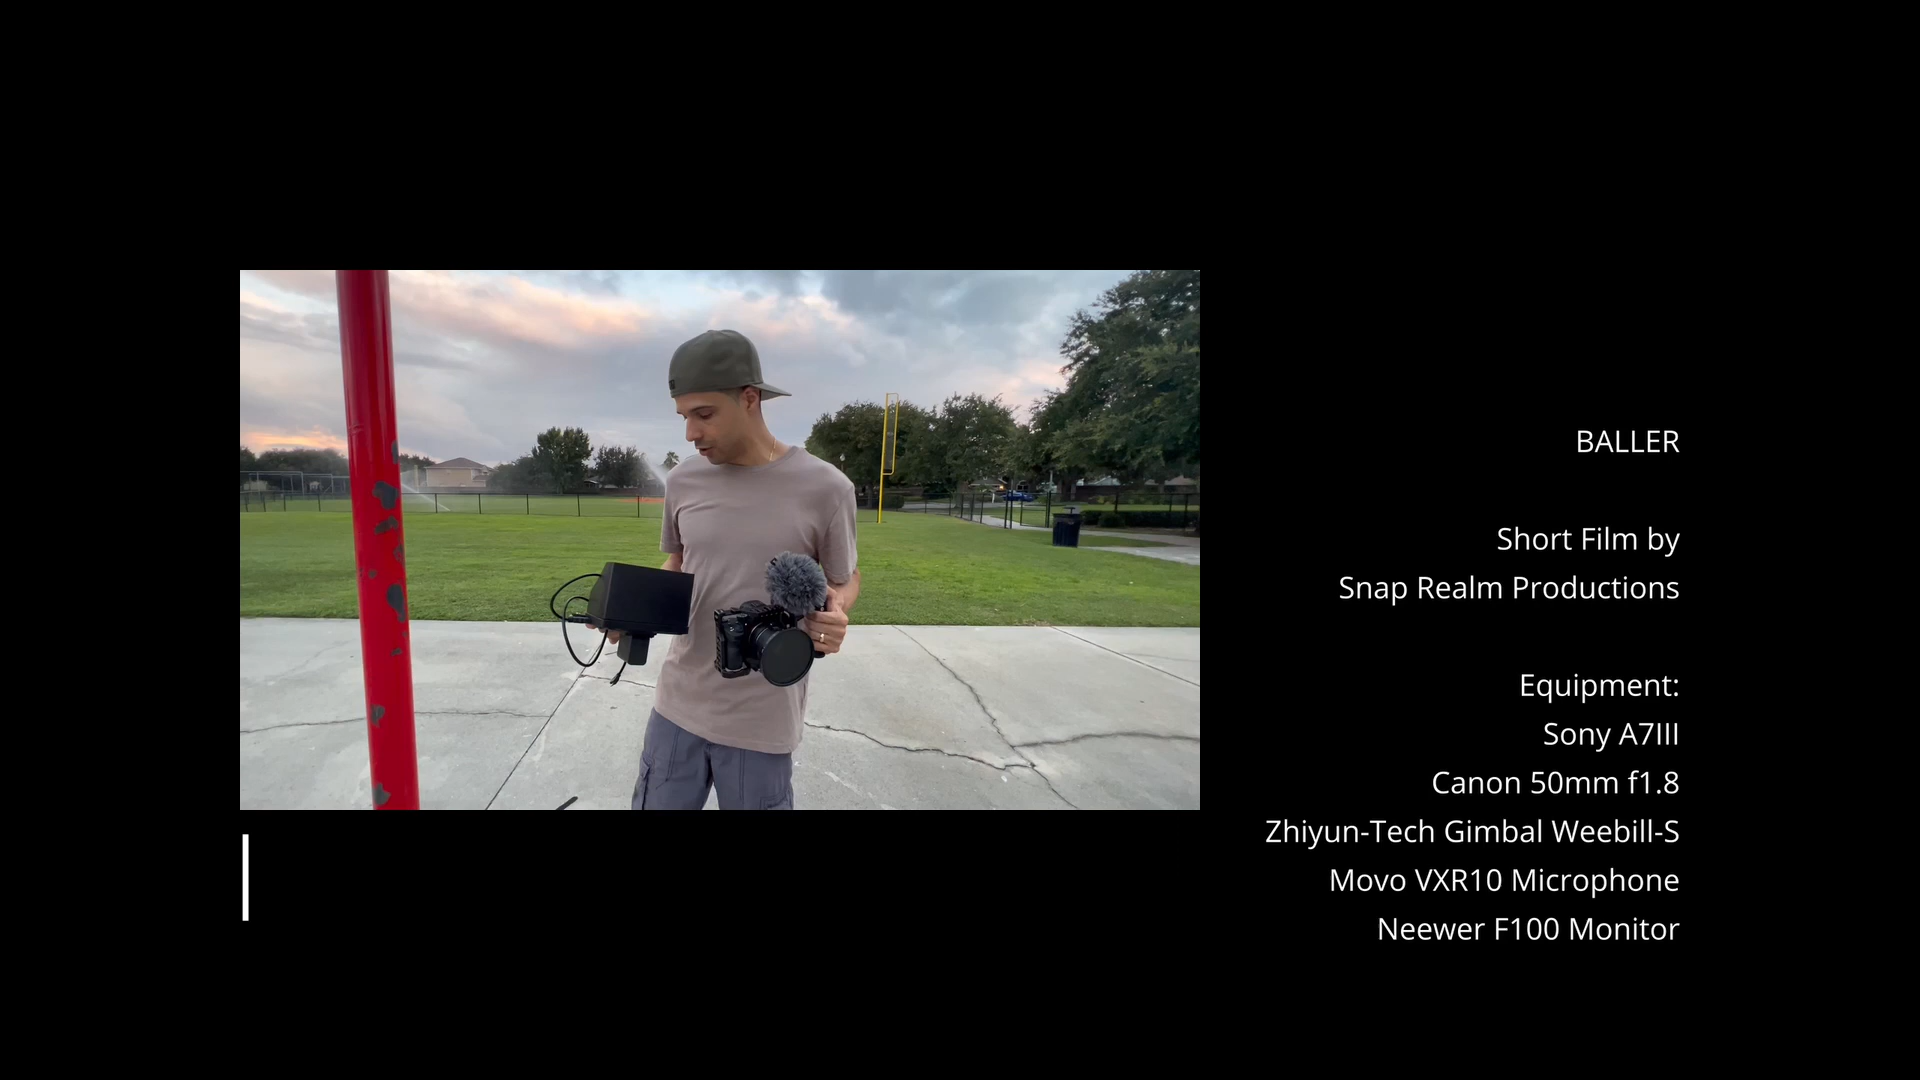 BALLER
Short Film by
Snap Realm Productions
Equipment:
Sony A7III
Canon 50mm f1.8
Zhiyun-Tech Gimbal Weebill-S
Movo VXR10 Microphone
Neewer F100 Monitor